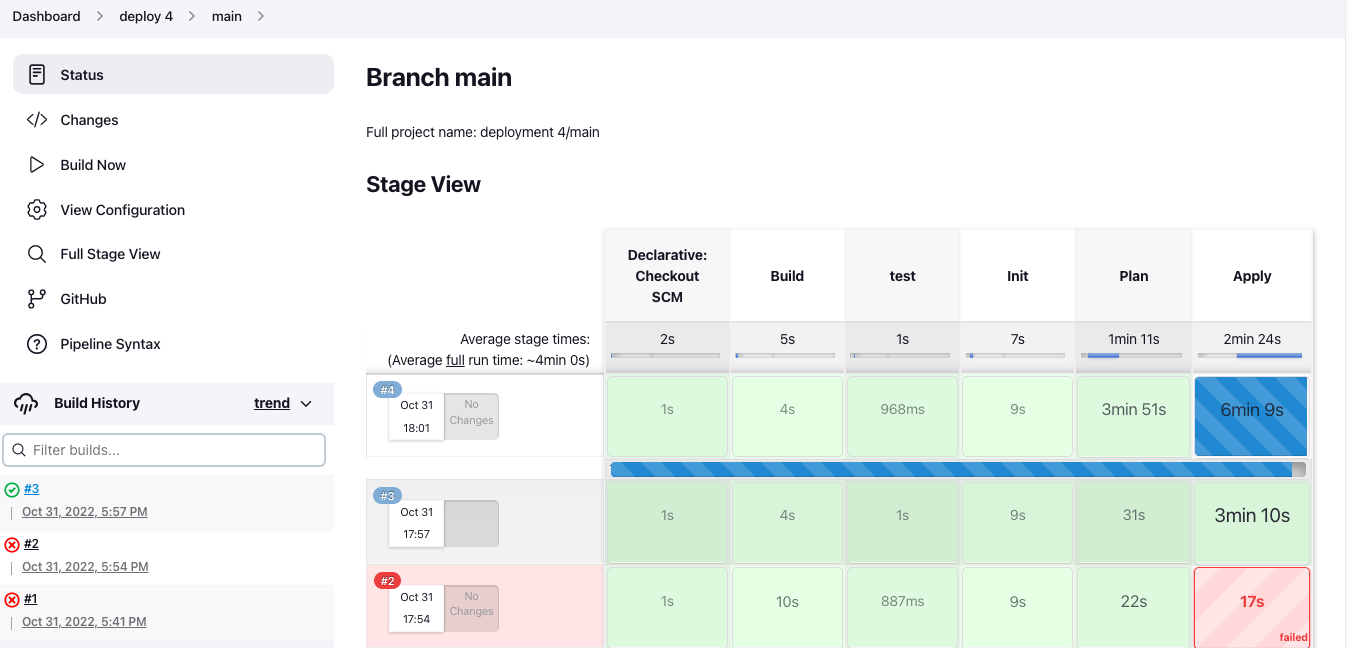 Dashboard > deploy 4 > main >
Status
Changes
Build Now
View Configuration
Full Stage View
GitHub
Pipeline Syntax
Build History trend
Filter builds...
#3
| Oct 31, 2022, 5:57 PM
#2
| Oct 31, 2022, 5:54 PM
#1
| Oct 31, 2022, 5:41 PM
Branch main
Full project name: deployment 4/main
Stage View
Declarative:
Checkout
SCM
Build
test
Init
Plan
Apply
Average stage times:
(Average full run time: ~4min 0s)
2s
5s
1s
7s
1min 11s
2min 24s
#4
Oct 31
18:01
No
Changes
1s
4s
968ms
9s
3min 51s
6min 9s
#3
Oct 31
17:57
1s
4s
1s
9s
31s
3min 10s
#2
Oct 31
17:54
No
Changes
1s
10s
887ms
9s
22s
17s
failed